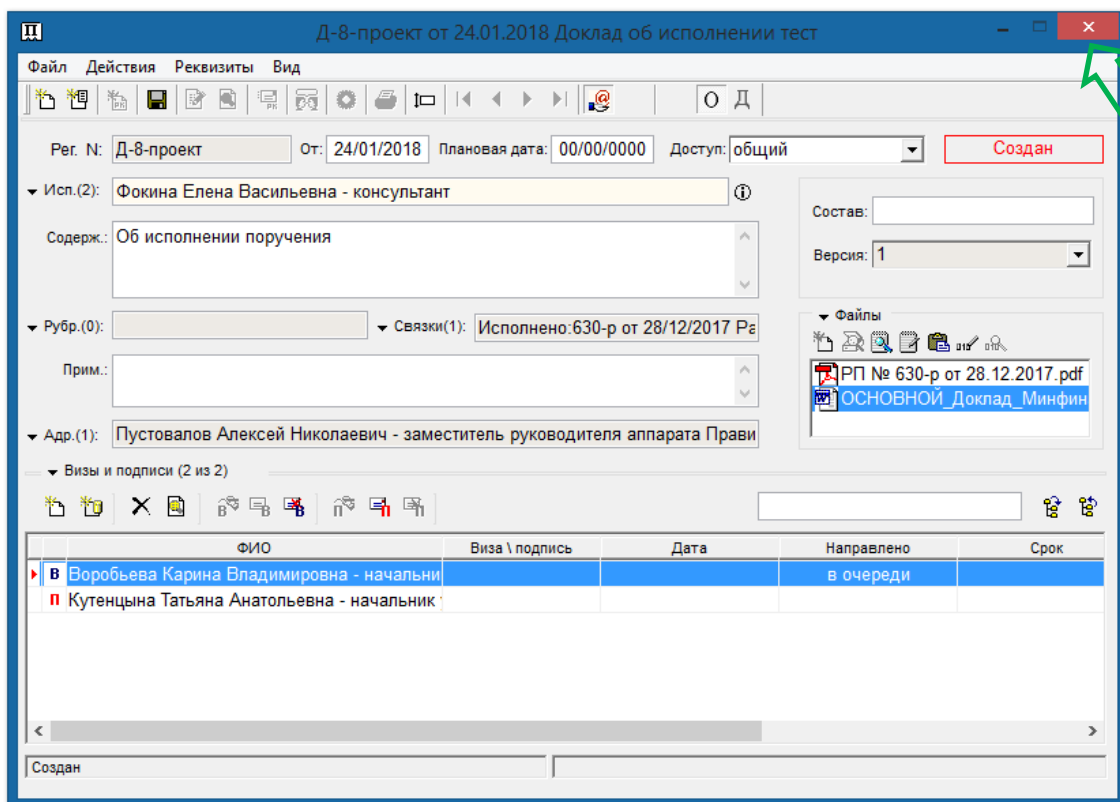 Д-8-проект от 24.01.2018 Доклад об исполнении тест
Файл Действия Реквизиты Вид
О Д
Рег. N: Д-8-проект От: 24/01/2018 Плановая дата: 00/00/0000 Доступ: общий Создан
Исп.(2): Фокина Елена Васильевна - консультант
Состав:
Содерж.: Об исполнении поручения
Версия: 1
Рубр.(0): Связки(1): Исполнено:630-р от 28/12/2017 Ра
Файлы
Прим.:
РП № 630-р от 28.12.2017.pdf
ОСНОВНОЙ_Доклад_Минфин
Адр.(1): Пустовалов Алексей Николаевич - заместитель руководителя аппарата Прави
Визы и подписи (2 из 2)
ФИО Виза \ подпись Дата Направлено Срок
В Воробьева Карина Владимировна - начальни в очереди
П Кутенцына Татьяна Анатольевна - начальник
Создан